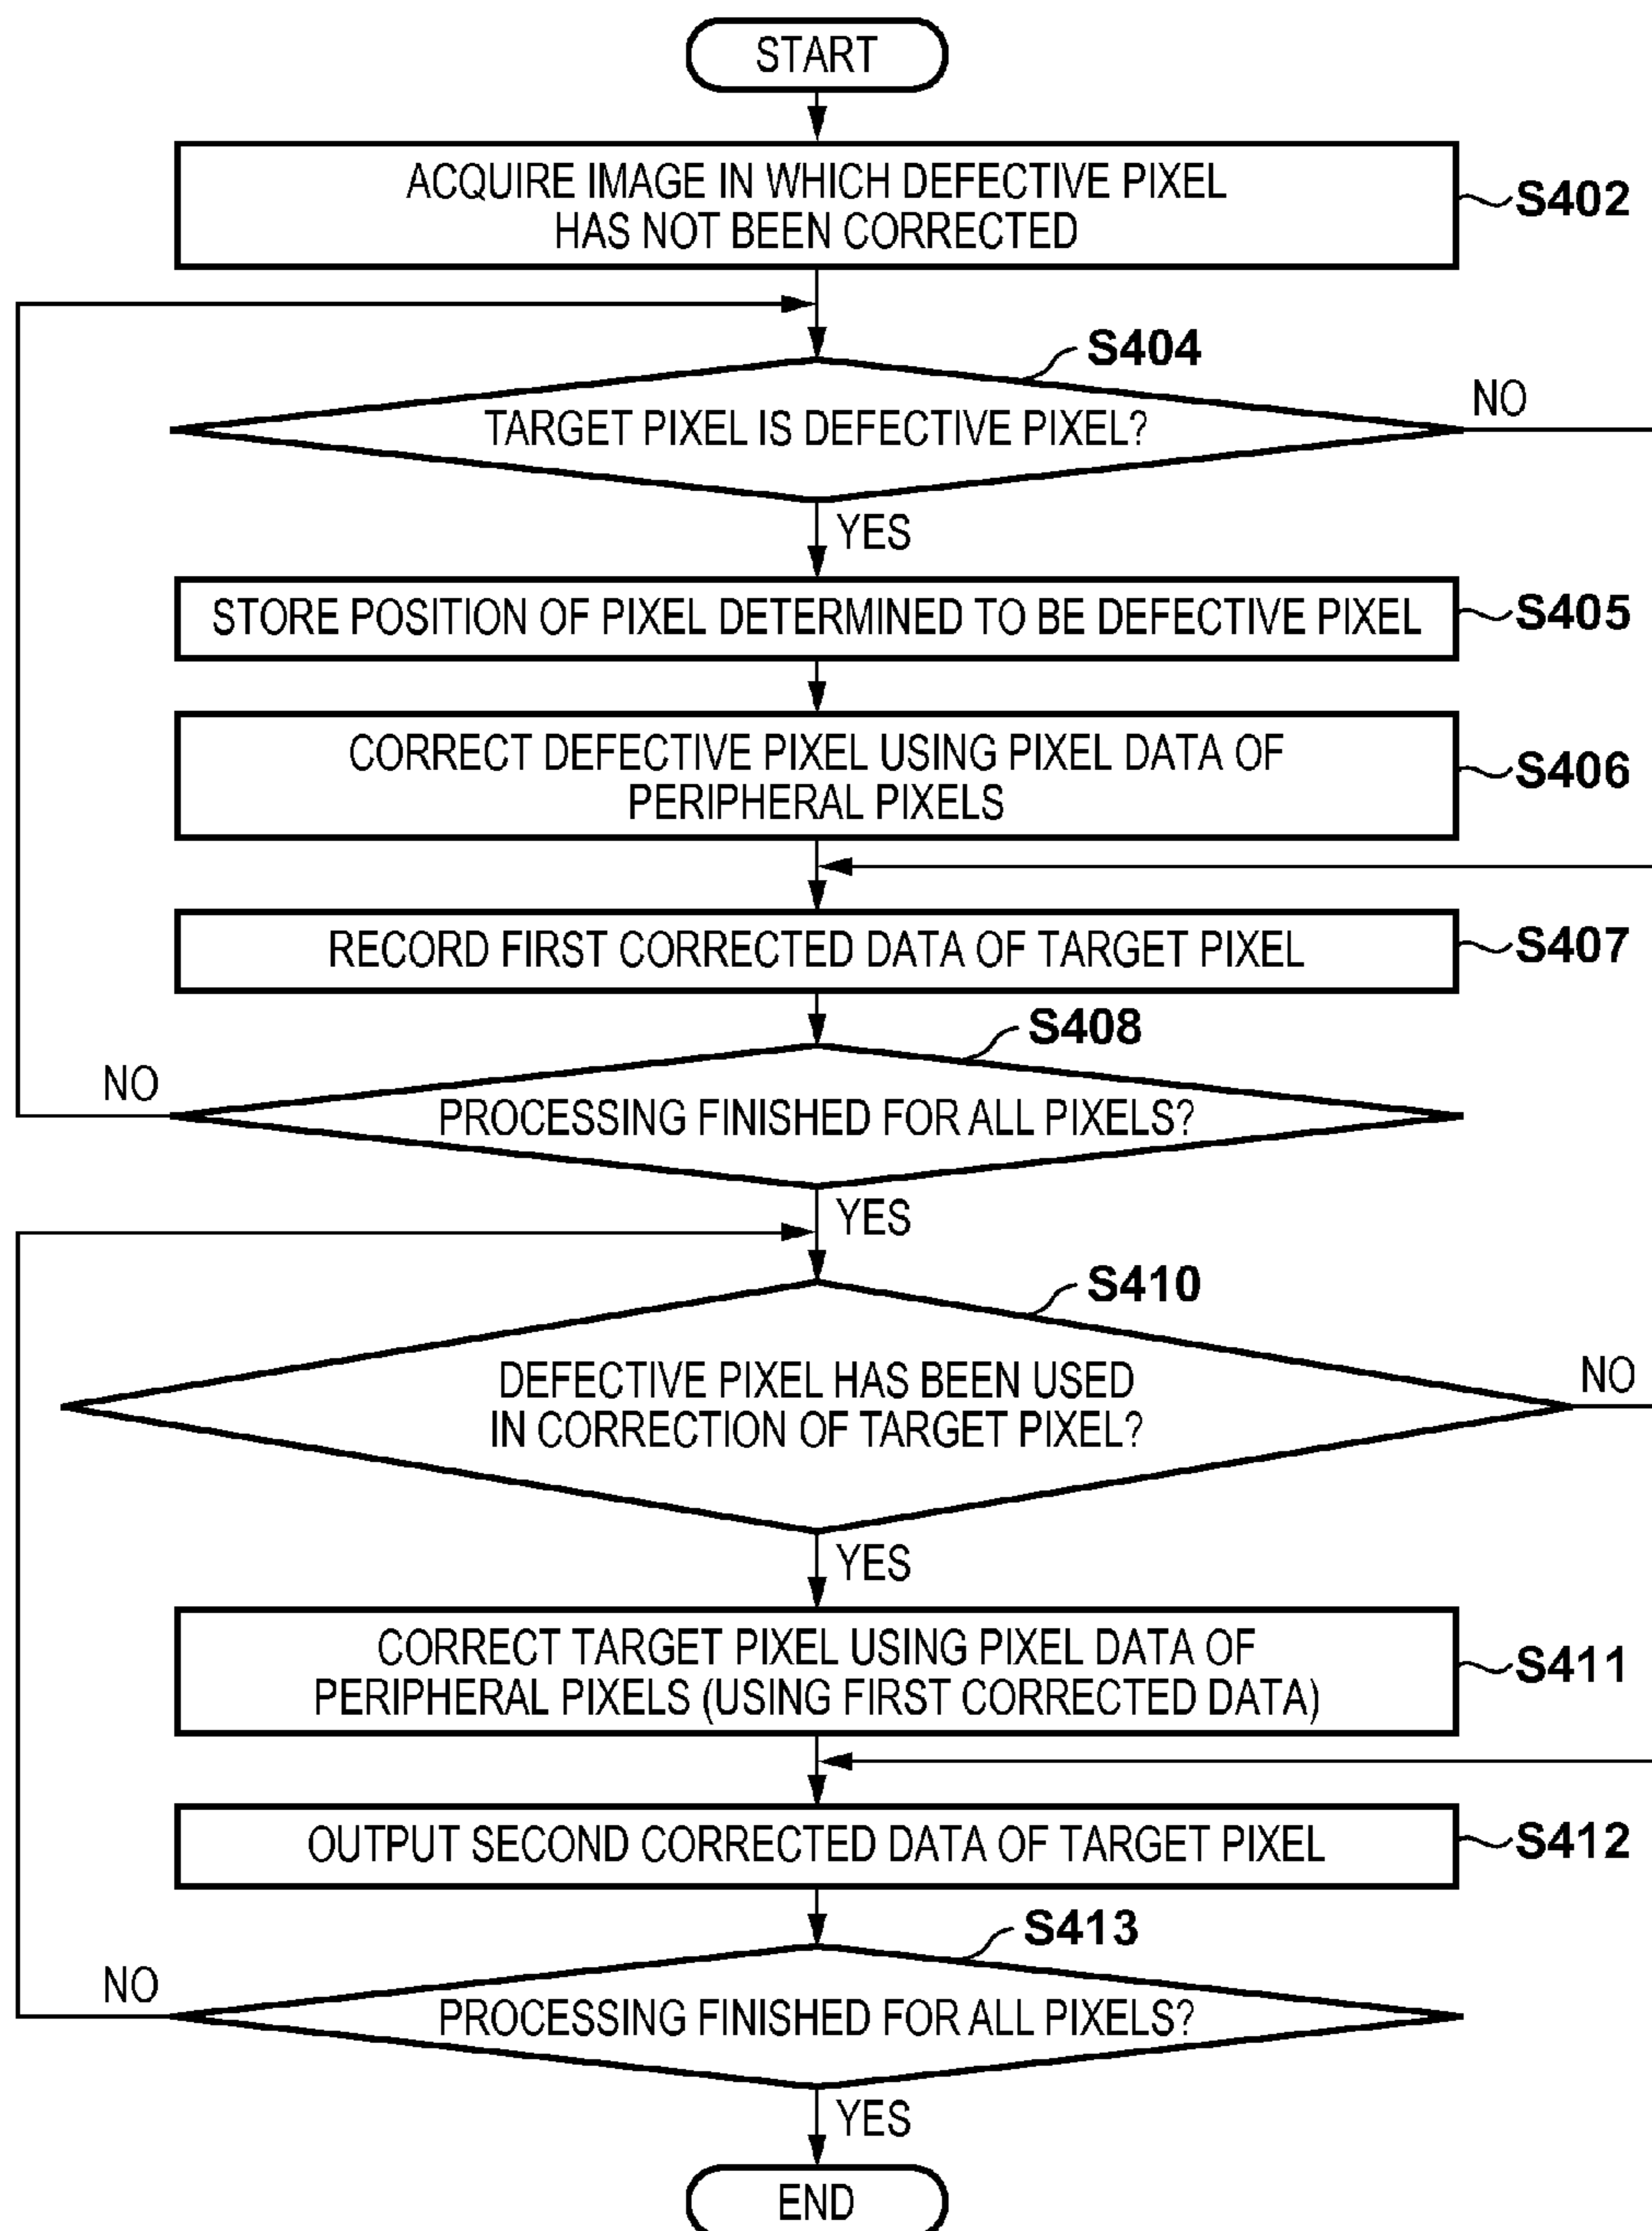 START
ACQUIRE IMAGE IN WHICH DEFECTIVE PIXEL
HAS NOT BEEN CORRECTED
S402
S404
TARGET PIXEL IS DEFECTIVE PIXEL?
NO
YES
STORE POSITION OF PIXEL DETERMINED TO BE DEFECTIVE PIXEL
S405
CORRECT DEFECTIVE PIXEL USING PIXEL DATA OF
PERIPHERAL PIXELS
S406
RECORD FIRST CORRECTED DATA OF TARGET PIXEL
S407
S408
NO
PROCESSING FINISHED FOR ALL PIXELS?
YES
S410
DEFECTIVE PIXEL HAS BEEN USED
IN CORRECTION OF TARGET PIXEL?
NO
YES
CORRECT TARGET PIXEL USING PIXEL DATA OF
PERIPHERAL PIXELS (USING FIRST CORRECTED DATA)
S411
OUTPUT SECOND CORRECTED DATA OF TARGET PIXEL
S412
S413
NO
PROCESSING FINISHED FOR ALL PIXELS?
YES
END